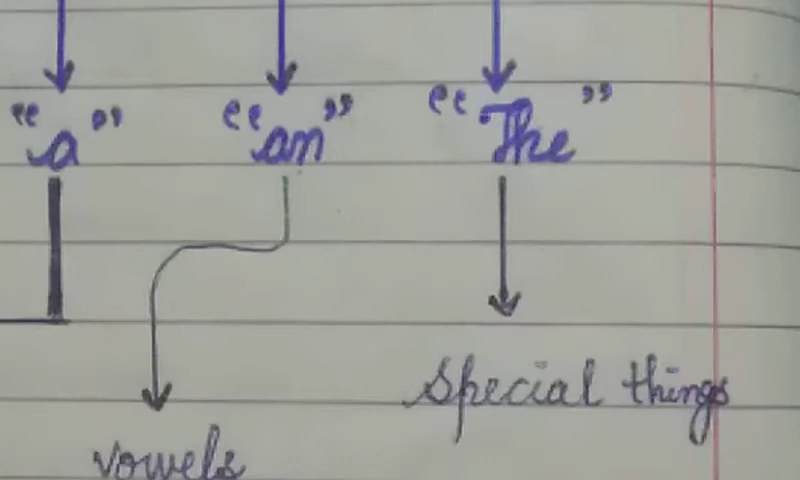 “a” “an” “The”
special things
vowels